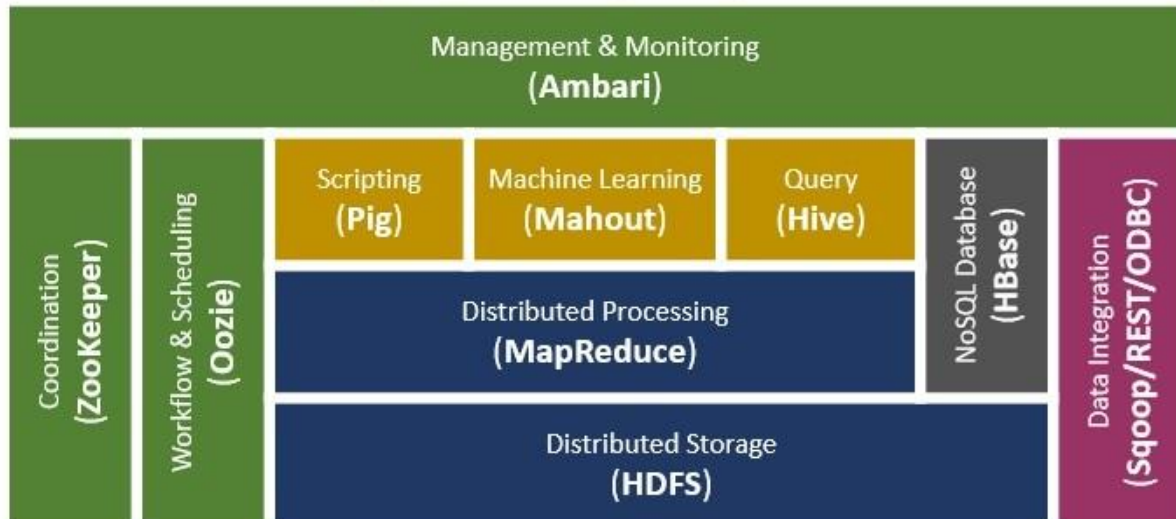 Management & Monitoring
(Ambari)
Coordination
(ZooKeeper)
Workflow & Scheduling
(Oozie)
Scripting
(Pig)
Machine Learning
(Mahout)
Query
(Hive)
NoSQL Database
(HBase)
Data Integration
(Sqoop/REST/ODBC)
Distributed Processing
(MapReduce)
Distributed Storage
(HDFS)